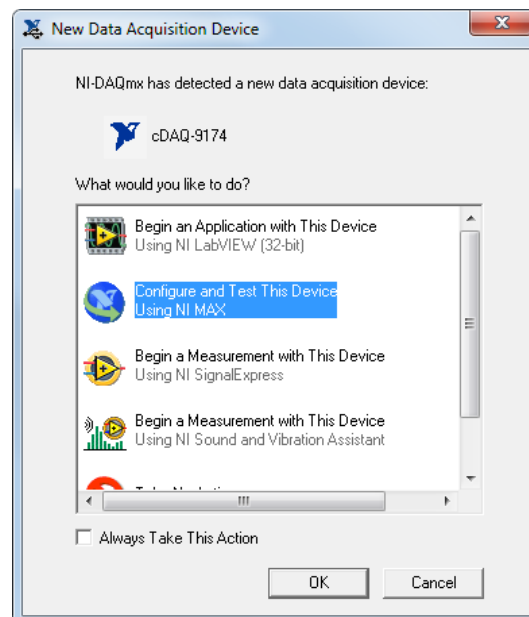 New Data Acquisition Device
NI-DAQmx has detected a new data acquisition device:
cDAQ-9174
What would you like to do?
Begin an Application with This Device
Using NI LabVIEW (32-bit)
Configure and Test This Device
Using NI MAX
Begin a Measurement with This Device
Using NI SignalExpress
Begin a Measurement with This Device
Using NI Sound and Vibration Assistant
Always Take This Action
OK
Cancel